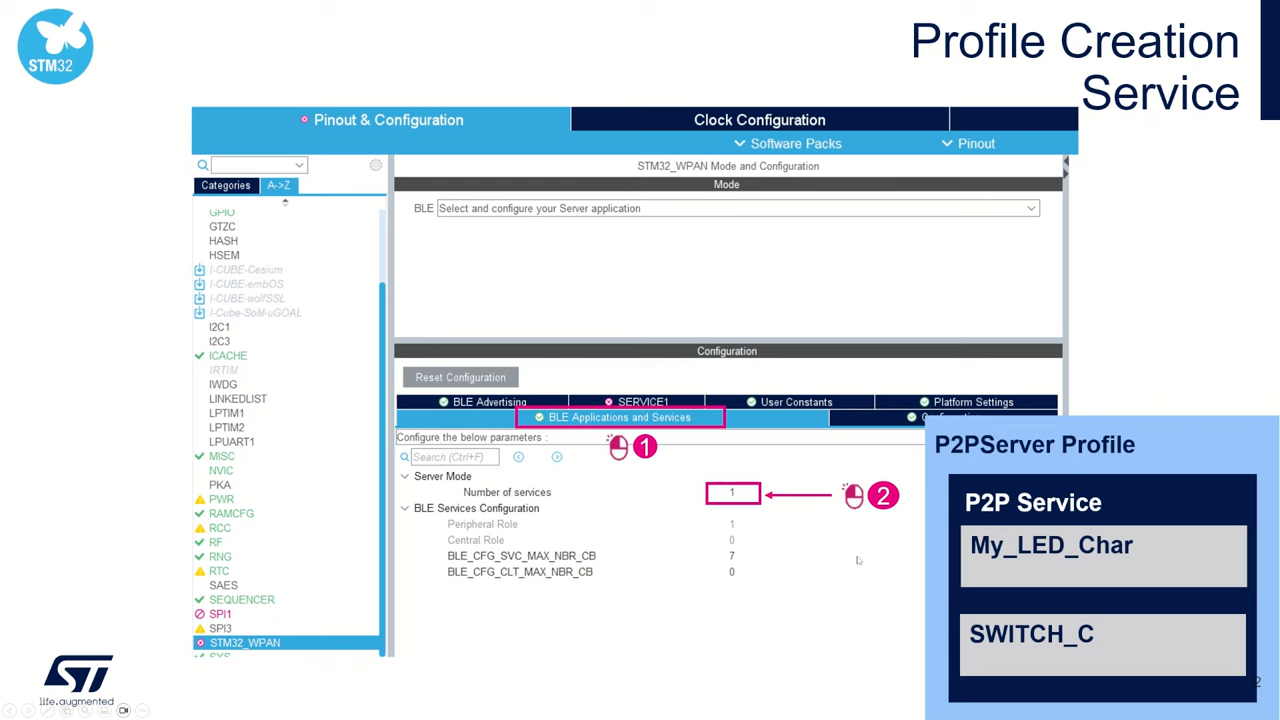 STM32
Profile Creation
Service
Pinout & Configuration
Clock Configuration
Software Packs
Pinout
Categories
A->Z
GPIO
GTZC
HASH
HSEM
I-CUBE-Cesium
I-CUBE-embOS
I-CUBE-wolfSSL
I-Cube-SoM-uGOAL
I2C1
I2C3
ICACHE
IRTIM
IWDG
LINKEDLIST
LPTIM1
LPTIM2
LPUART1
MISC
NVIC
PKA
PWR
RAMCFG
RCC
RF
RNG
RTC
SAES
SEQUENCER
SPI1
SPI3
STM32_WPAN
SYS
STM32_WPAN Mode and Configuration
Mode
BLE Select and configure your Server application
Configuration
Reset Configuration
BLE Advertising
SERVICE1
User Constants
Platform Settings
BLE Applications and Services
Configure the below parameters :
1
Search (Ctrl+F)
Server Mode
Number of services 1
2
BLE Services Configuration
Peripheral Role 1
Central Role 0
BLE_CFG_SVC_MAX_NBR_CB 7
BLE_CFG_CLT_MAX_NBR_CB 0
P2PServer Profile
P2P Service
My_LED_Char
SWITCH_C
ST
life.augmented
2